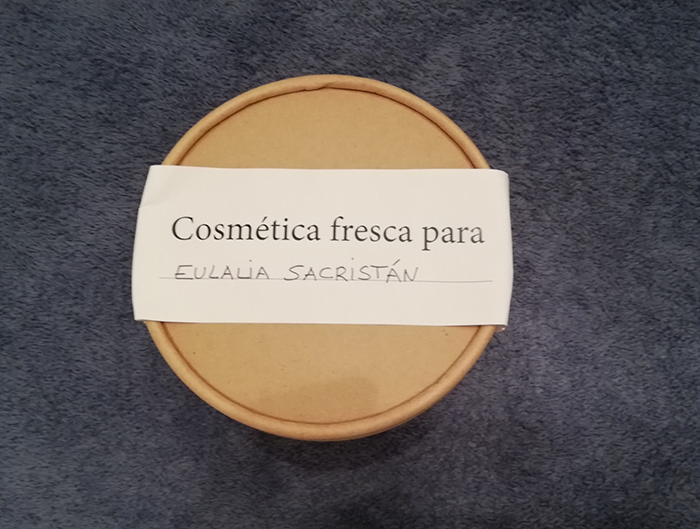 Cosmética fresca para
EULALIA SACRISTÁN